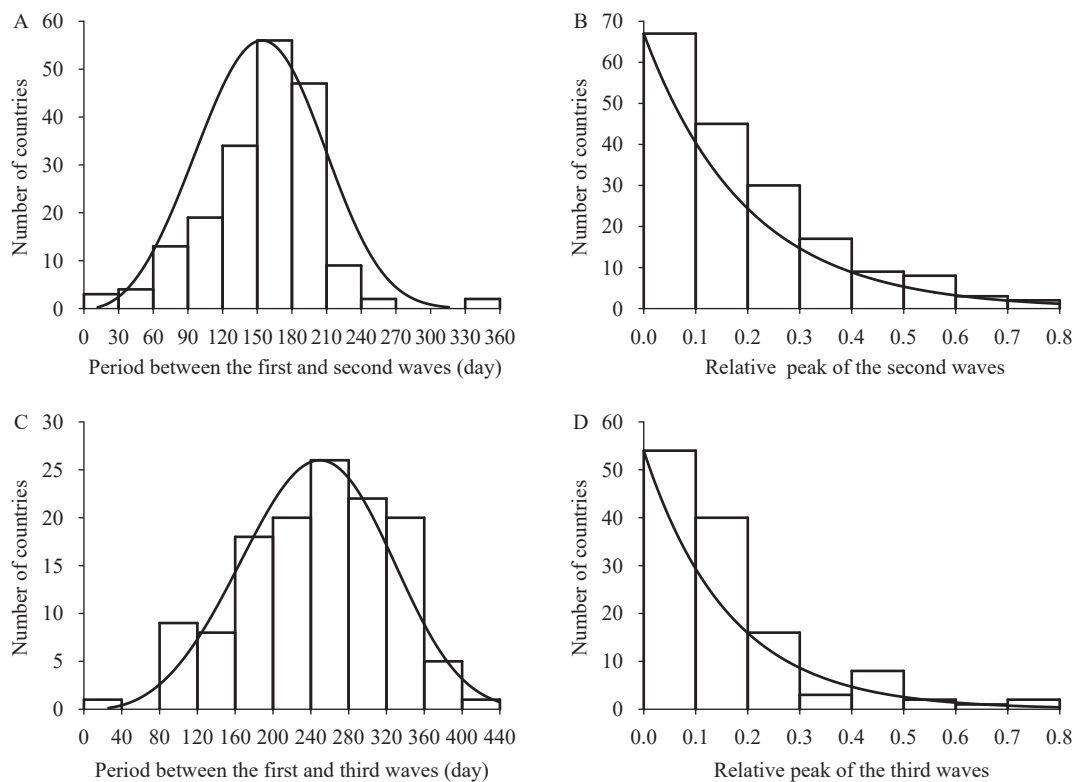 A
60
50
40
30
20
10
0
Number of countries
0 30 60 90 120 150 180 210 240 270 300 330 360
Period between the first and second waves (day)
B
70
60
50
40
30
20
10
0
Number of countries
0.0 0.1 0.2 0.3 0.4 0.5 0.6 0.7 0.8
Relative peak of the second waves
C
30
25
20
15
10
5
0
Number of countries
0 40 80 120 160 200 240 280 320 360 400 440
Period between the first and third waves (day)
D
60
50
40
30
20
10
0
Number of countries
0.0 0.1 0.2 0.3 0.4 0.5 0.6 0.7 0.8
Relative peak of the third waves